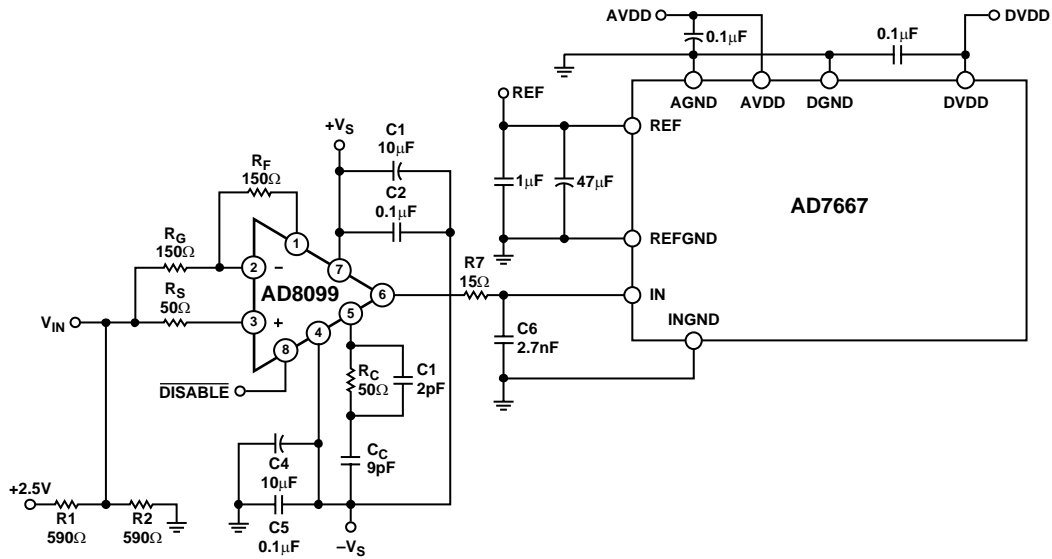 AVDD
DVDD
0.1μF
0.1μF
REF
AGND
AVDD
DGND
DVDD
+VS
C1
10μF
REF
RF
150Ω
C2
0.1μF
1μF
47μF
AD7667
1
REFGND
RG
150Ω
2
–
7
R7
15Ω
AD8099
6
IN
RS
50Ω
5
INGND
VIN
3
+
4
C6
2.7nF
8
RC
50Ω
C1
2pF
DISABLE
CC
9pF
C4
10μF
+2.5V
R1
590Ω
R2
590Ω
C5
0.1μF
–VS